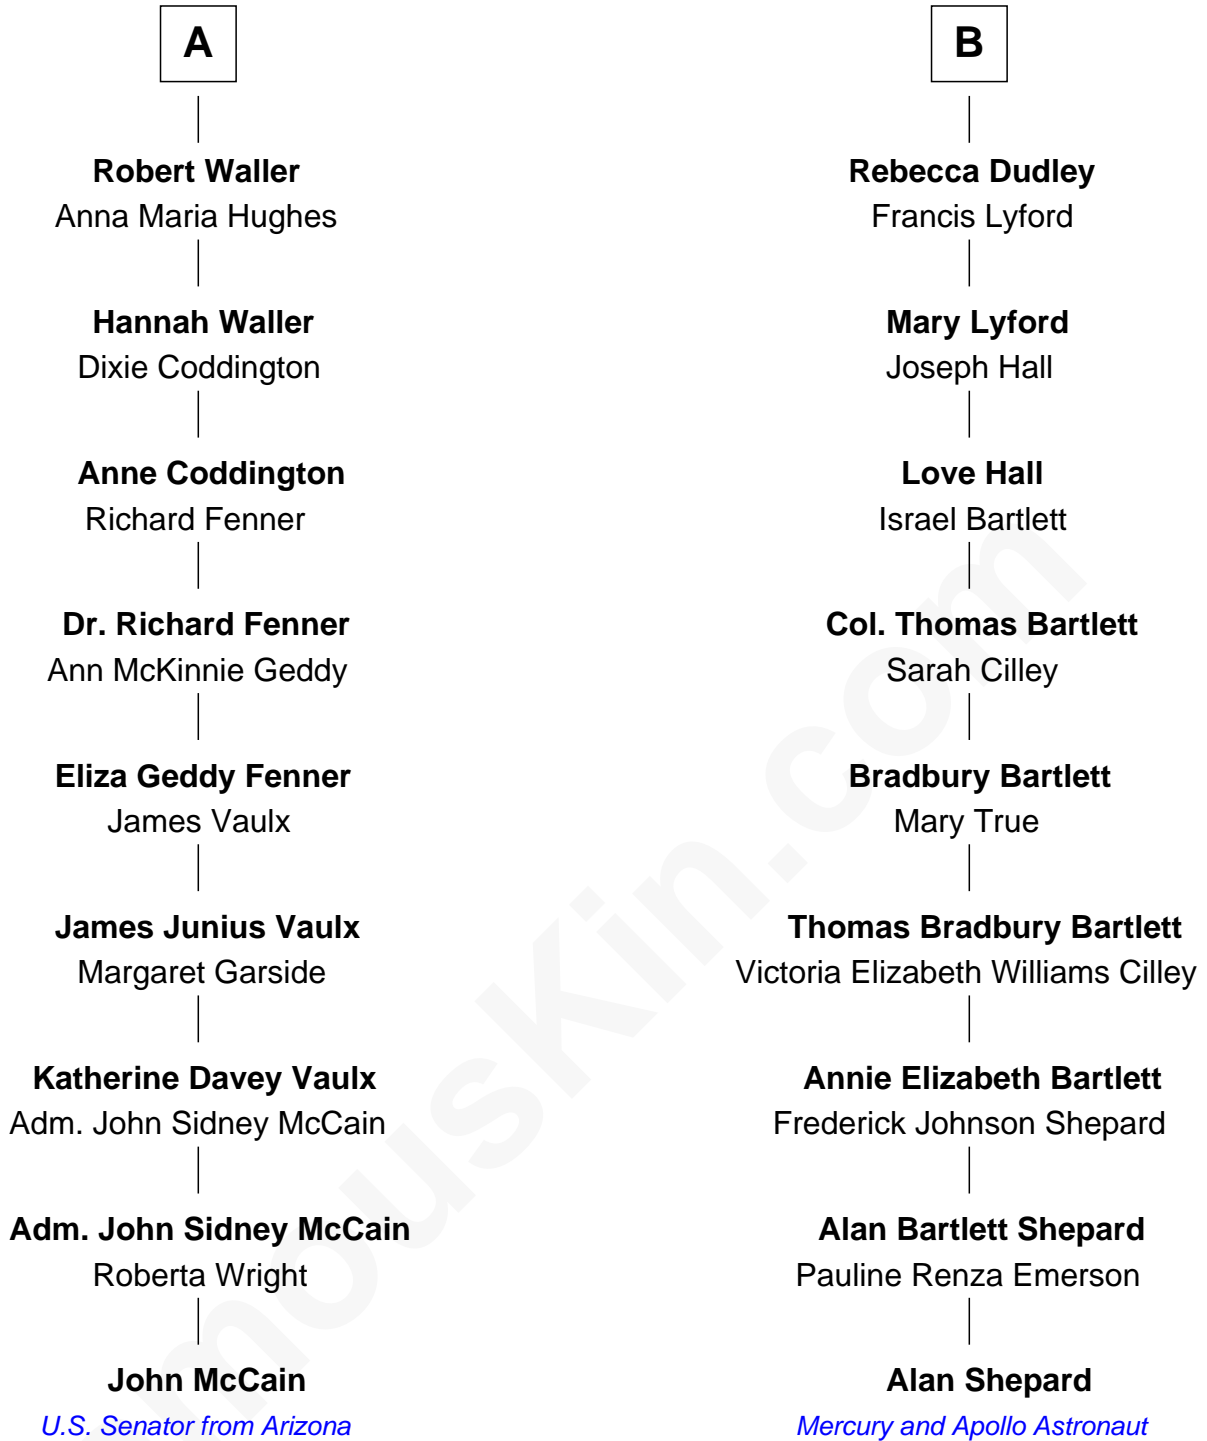 A
Robert Waller
Anna Maria Hughes
Hannah Waller
Dixie Coddington
Anne Coddington
Richard Fenner
Dr. Richard Fenner
Ann McKinnie Geddy
Eliza Geddy Fenner
James Vaulx
James Junius Vaulx
Margaret Garside
Katherine Davey Vaulx
Adm. John Sidney McCain
Adm. John Sidney McCain
Roberta Wright
John McCain
U.S. Senator from Arizona
B
Rebecca Dudley
Francis Lyford
Mary Lyford
Joseph Hall
Love Hall
Israel Bartlett
Col. Thomas Bartlett
Sarah Cilley
Bradbury Bartlett
Mary True
Thomas Bradbury Bartlett
Victoria Elizabeth Williams Cilley
Annie Elizabeth Bartlett
Frederick Johnson Shepard
Alan Bartlett Shepard
Pauline Renza Emerson
Alan Shepard
Mercury and Apollo Astronaut
mousKin.com